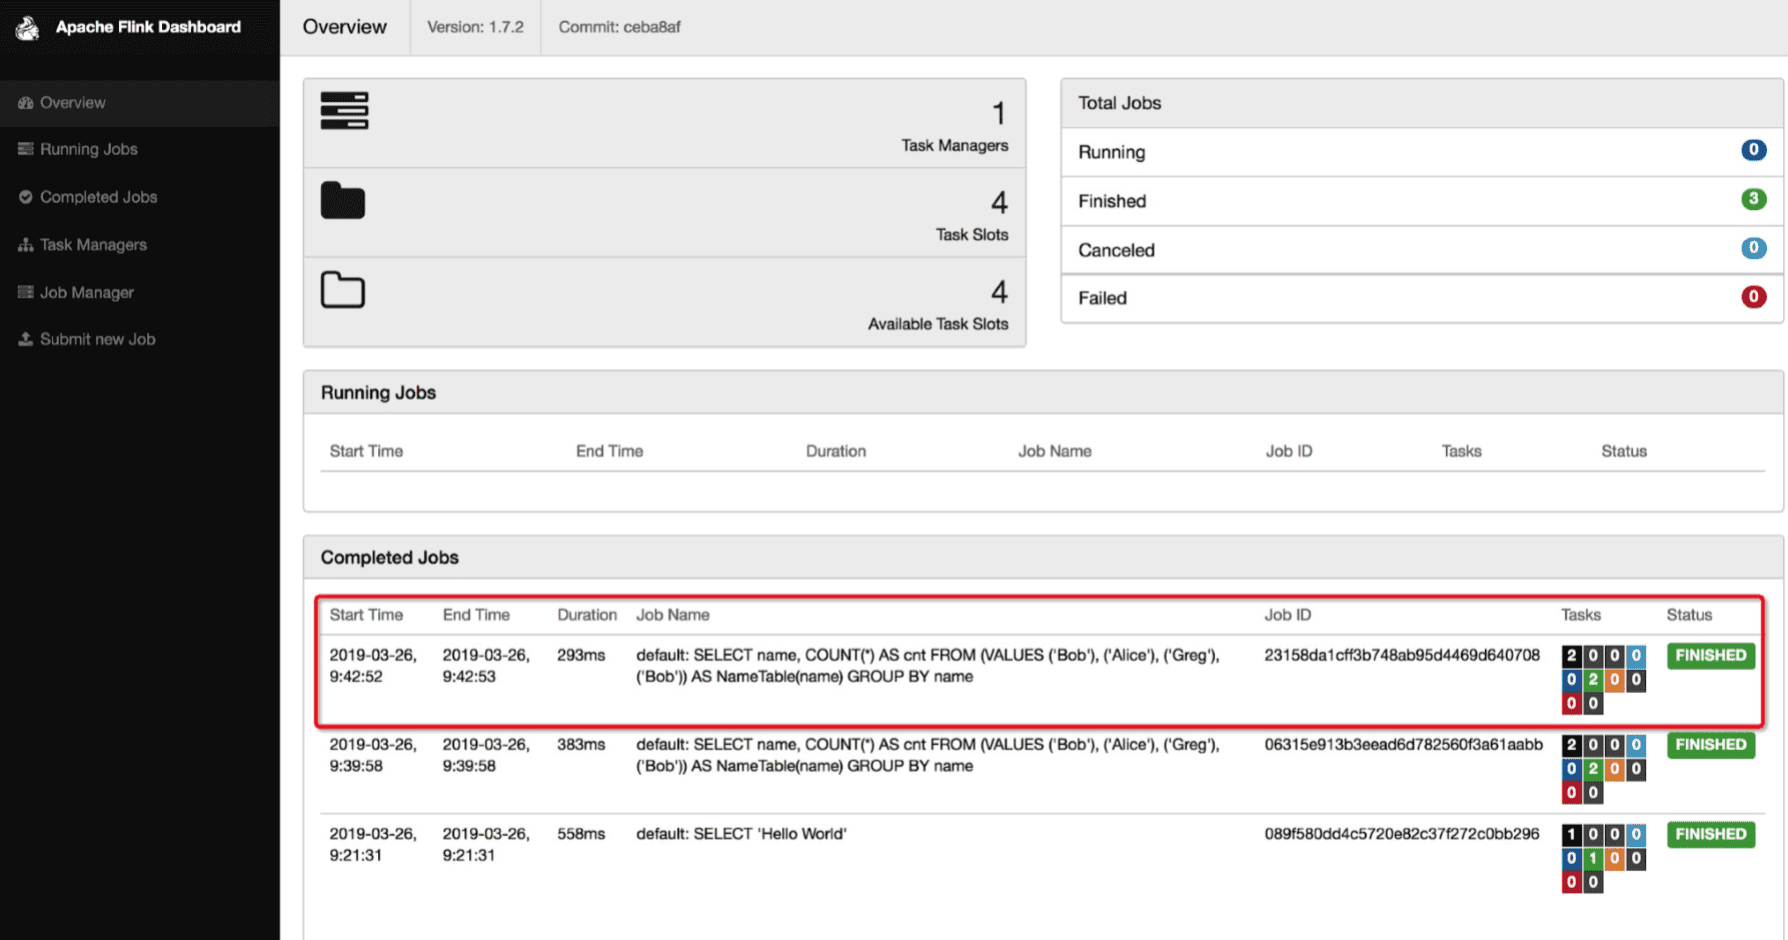 Apache Flink Dashboard
Overview
Version: 1.7.2
Commit: ceba8af
Overview
Running Jobs
Completed Jobs
Task Managers
Job Manager
Submit new Job
1
Task Managers
4
Task Slots
4
Available Task Slots
Total Jobs
Running 0
Finished 3
Canceled 0
Failed 0
Running Jobs
Start Time End Time Duration Job Name Job ID Tasks Status
Completed Jobs
Start Time End Time Duration Job Name Job ID Tasks Status
2019-03-26, 2019-03-26, 293ms default: SELECT name, COUNT(*) AS cnt FROM (VALUES ('Bob'), ('Alice'), ('Greg'), 23158da1cff3b748ab95d4469d640708 2 0 0 0 FINISHED
9:42:52 9:42:53 ('Bob')) AS NameTable(name) GROUP BY name 0 2 0 0
0 0
2019-03-26, 2019-03-26, 383ms default: SELECT name, COUNT(*) AS cnt FROM (VALUES ('Bob'), ('Alice'), ('Greg'), 06315e913b3eead6d782560f3a61aabb 2 0 0 0 FINISHED
9:39:58 9:39:58 ('Bob')) AS NameTable(name) GROUP BY name 0 2 0 0
0 0
2019-03-26, 2019-03-26, 558ms default: SELECT 'Hello World' 089f580dd4c5720e82c37f272c0bb296 1 0 0 0 FINISHED
9:21:31 9:21:31 0 1 0 0
0 0